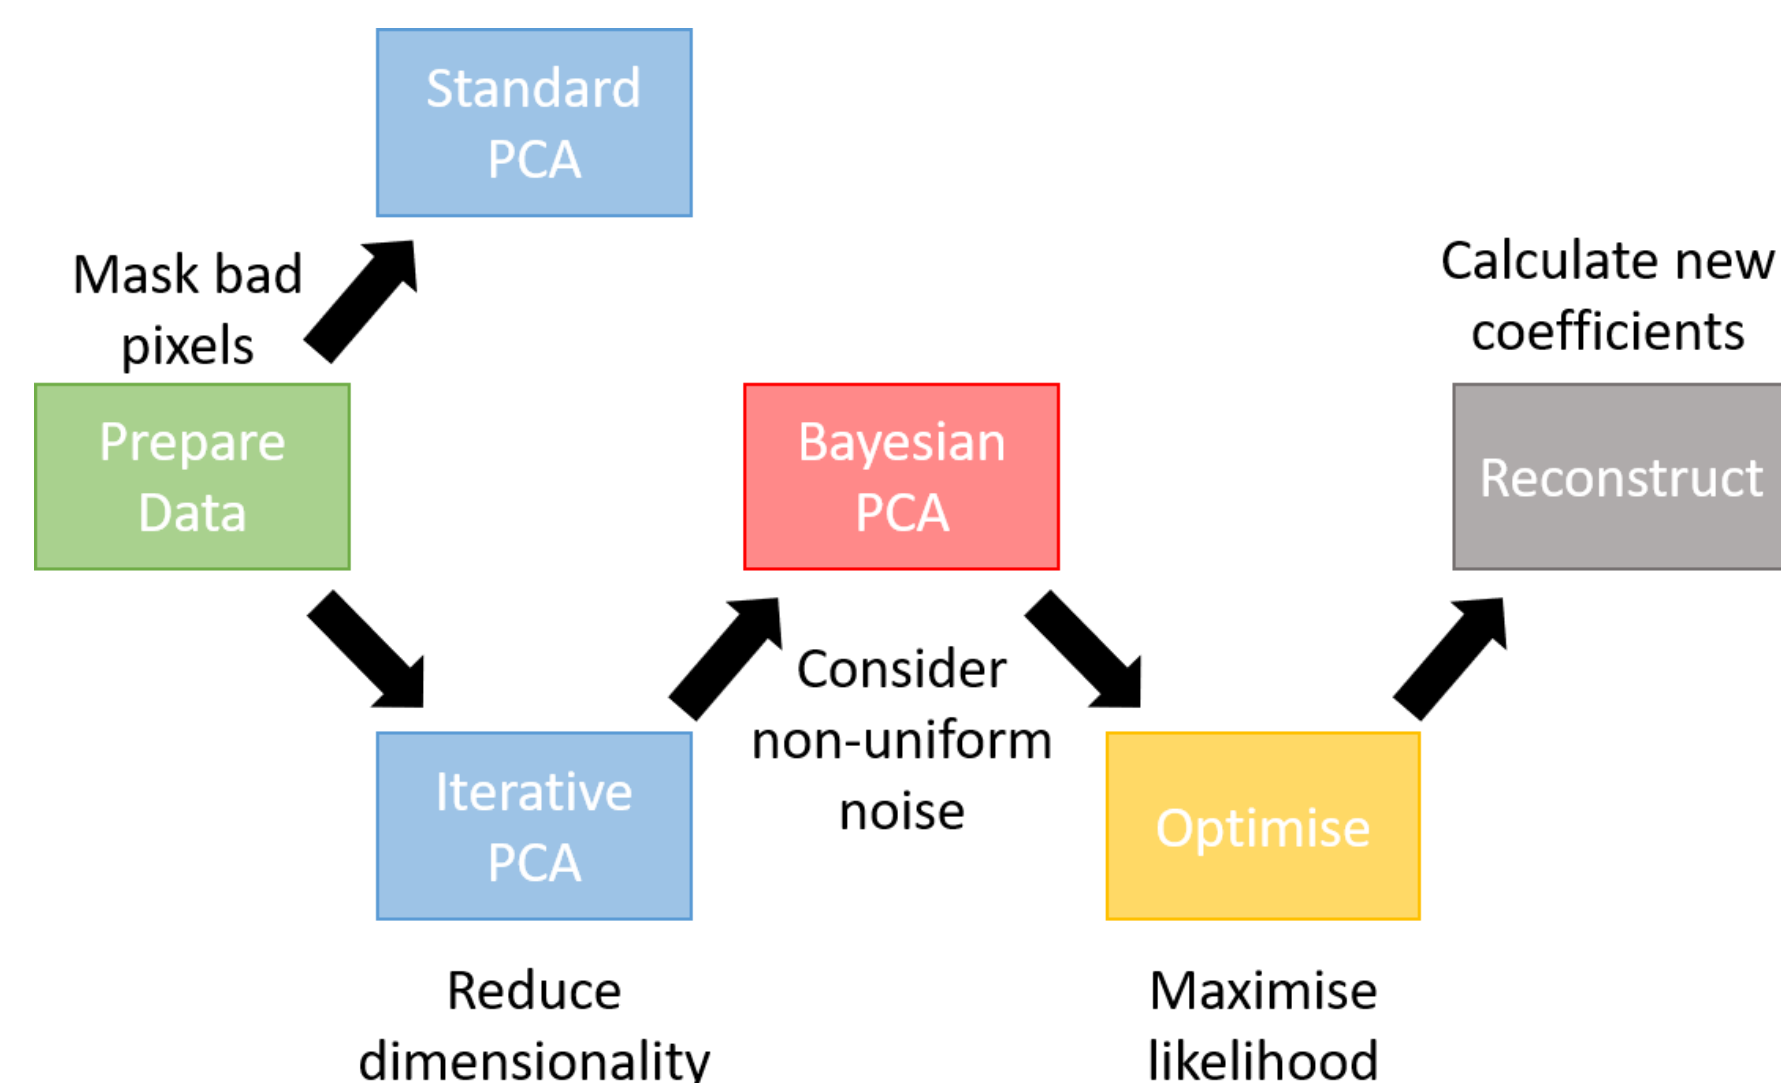 Standard
PCA
Mask bad
pixels
Calculate new
coefficients
Prepare
Data
Bayesian
PCA
Reconstruct
Consider
non-uniform
noise
Iterative
PCA
Optimise
Reduce
dimensionality
Maximise
likelihood